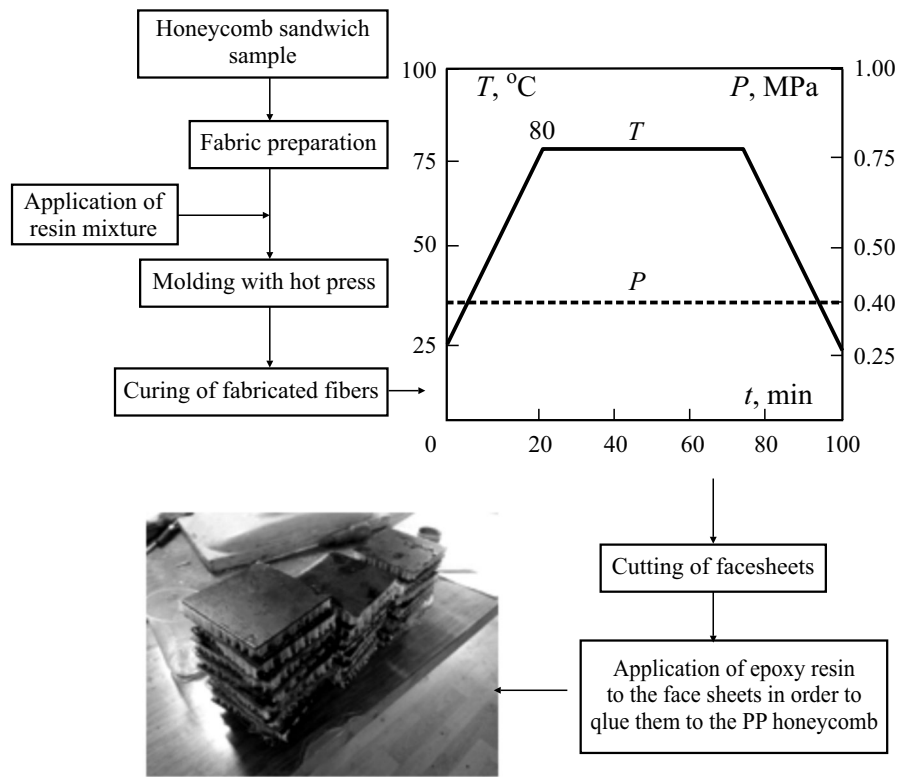 Honeycomb sandwich
sample
Fabric preparation
Application of
resin mixture
Molding with hot press
Curing of fabricated fibers
T, °C
P, MPa
100
75
50
25
80
T
P
1.00
0.75
0.50
0.40
0.25
t, min
0
20
40
60
80
100
Cutting of facesheets
Application of epoxy resin
to the face sheets in order to
qlue them to the PP honeycomb